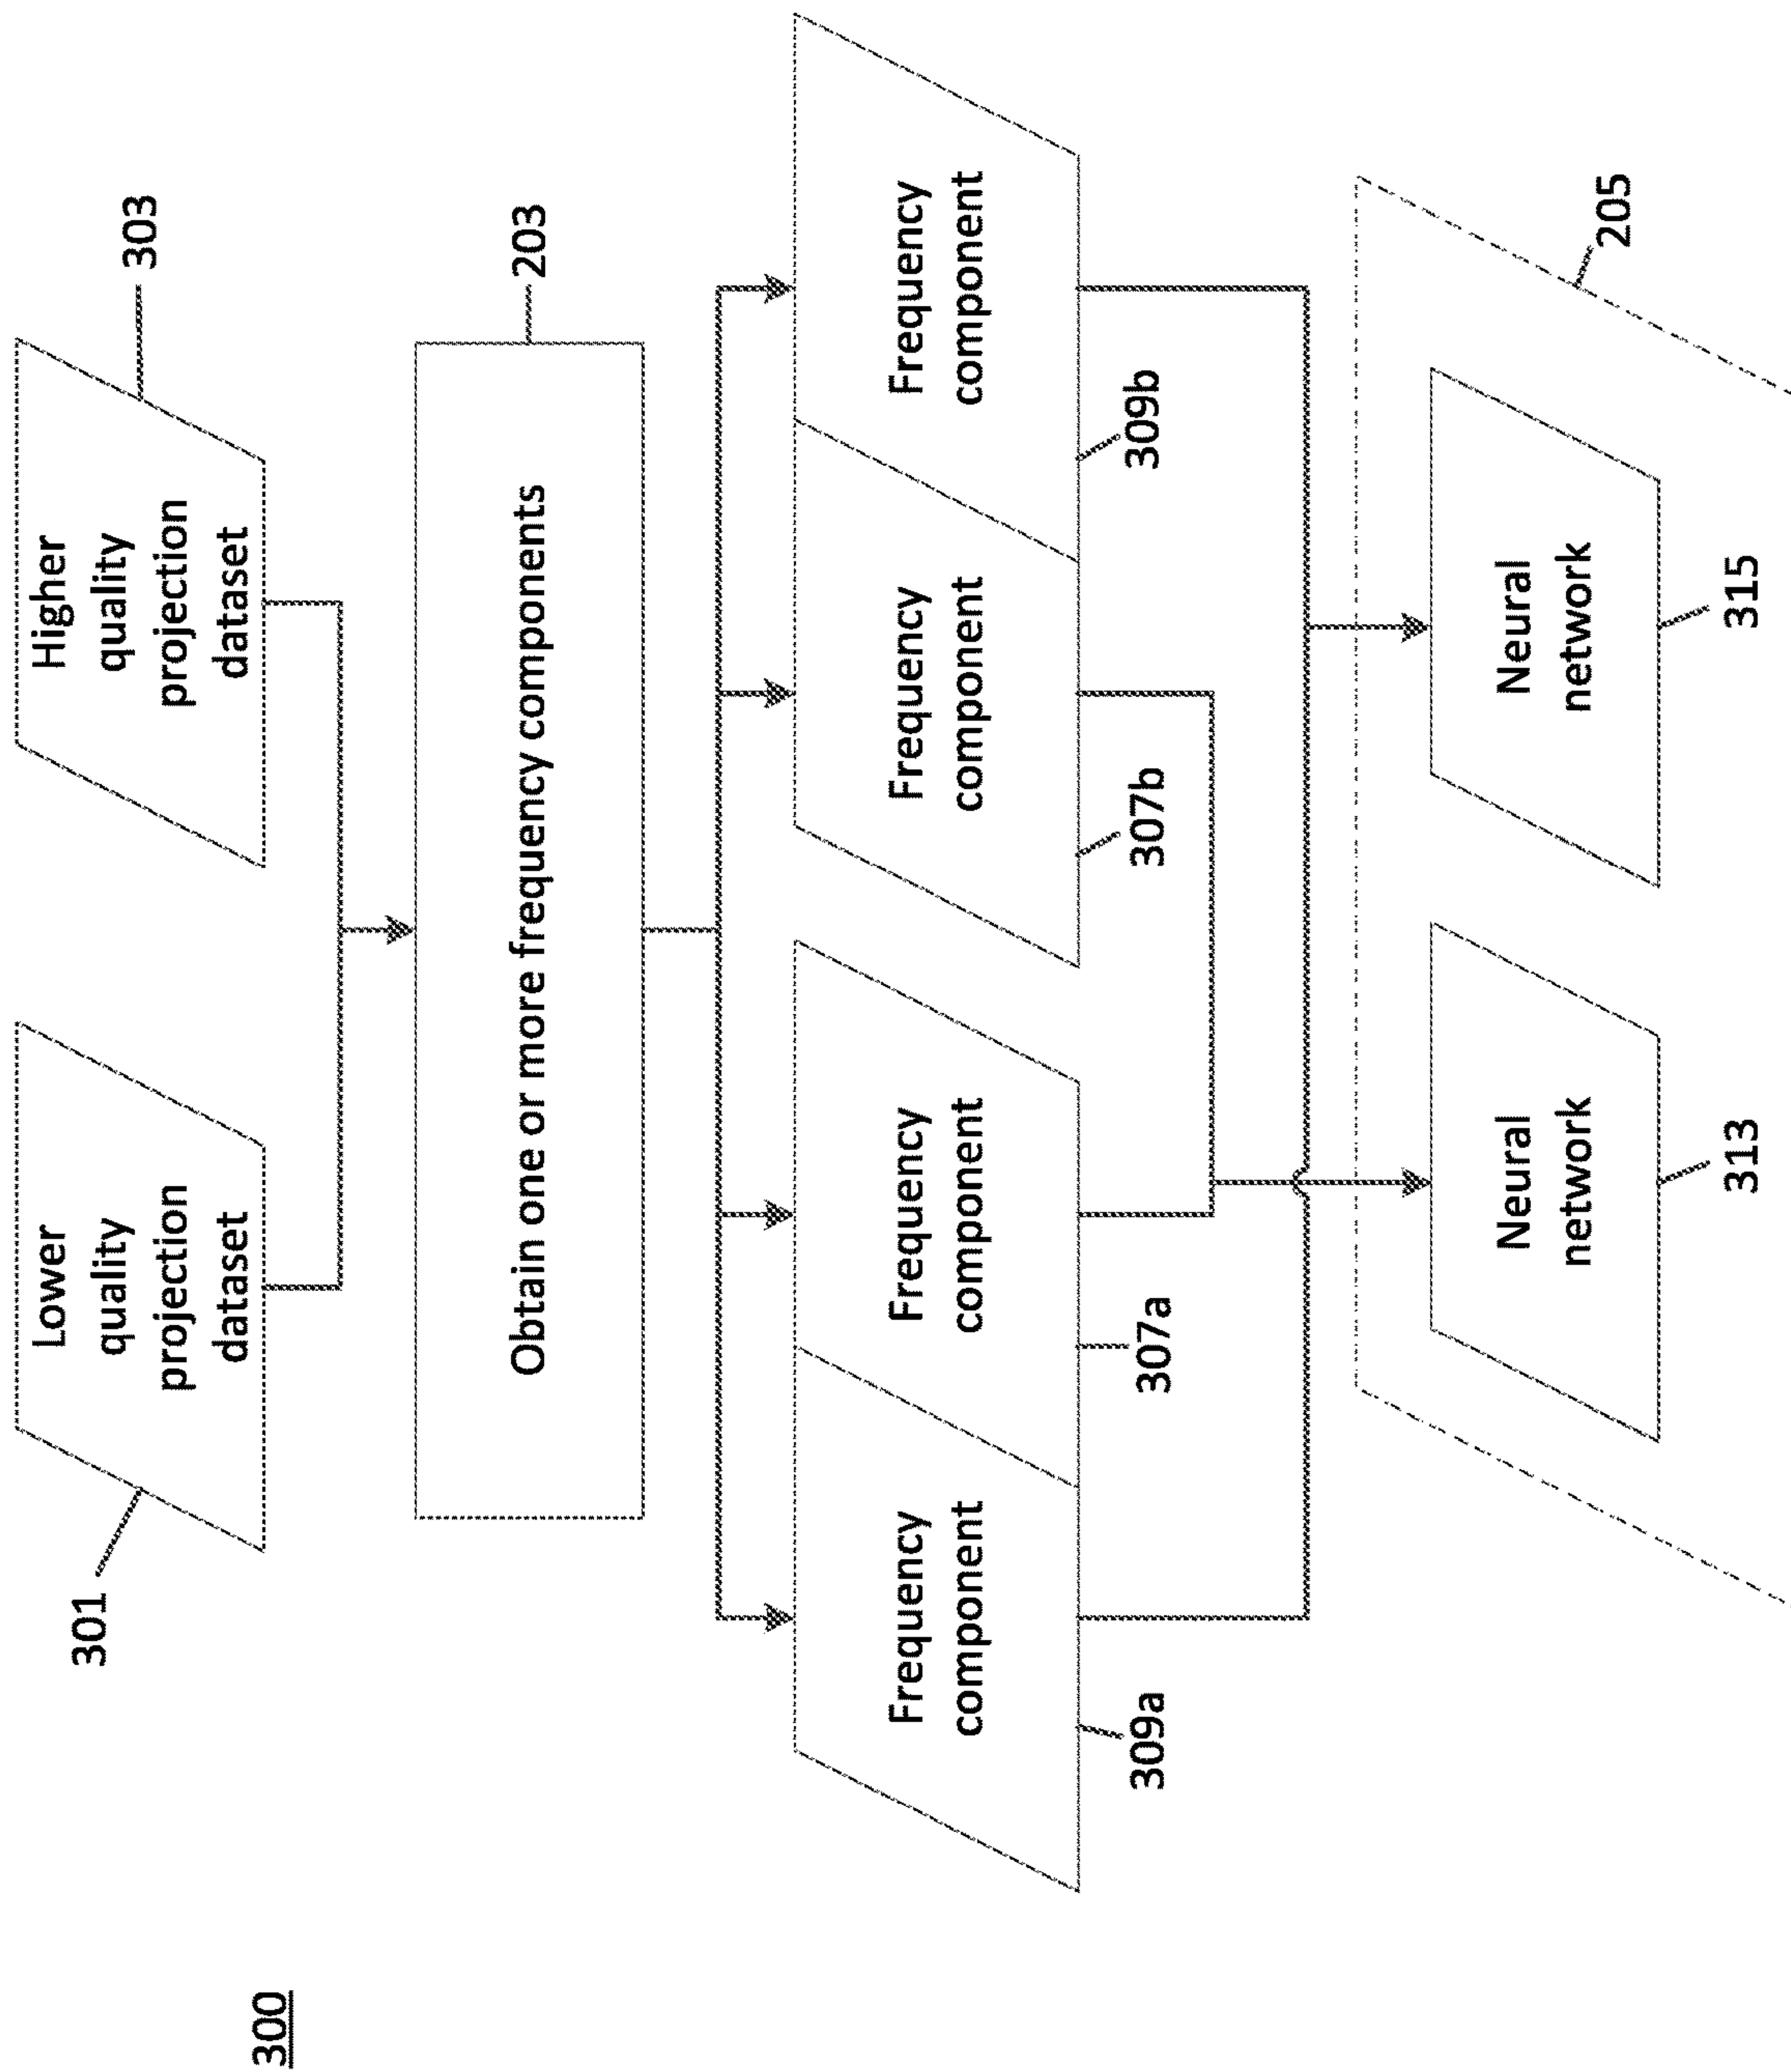 300
301
Lower
quality
projection
dataset
Higher
quality
projection
dataset
303
Obtain one or more frequency components
203
Frequency
component
309a
Frequency
component
307a
Frequency
component
307b
Frequency
component
309b
205
Neural
network
313
Neural
network
315